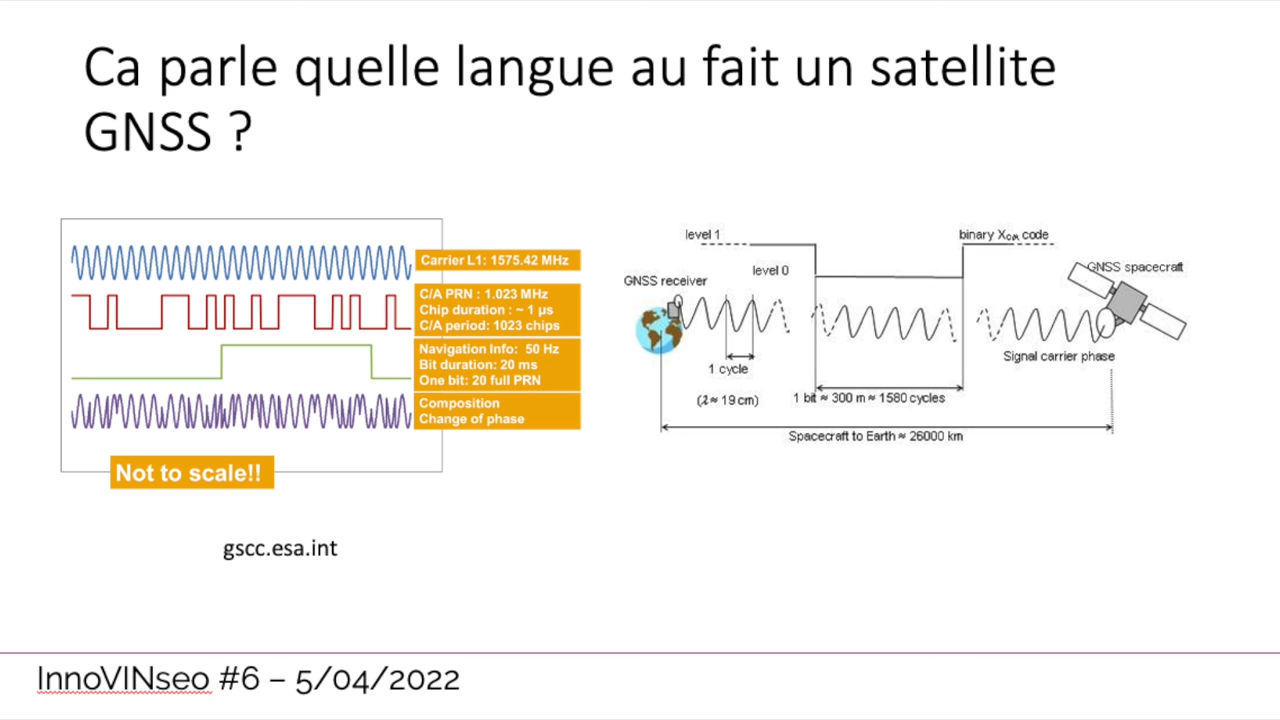 Ca parle quelle langue au fait un satellite
GNSS ?
Carrier L1: 1575.42 MHz
C/A PRN : 1.023 MHz
Chip duration : ~ 1 µs
C/A period: 1023 chips
Navigation Info: 50 Hz
Bit duration: 20 ms
One bit: 20 full PRN
Composition
Change of phase
Not to scale!!
gscc.esa.int
level 1
binary XC/A code
level 0
GNSS spacecraft
GNSS receiver
Signal carrier phase
1 cycle
(λ ≈ 19 cm)
1 bit ≈ 300 m ≈ 1580 cycles
Spacecraft to Earth ≈ 26000 km
InnoVINseo #6 – 5/04/2022